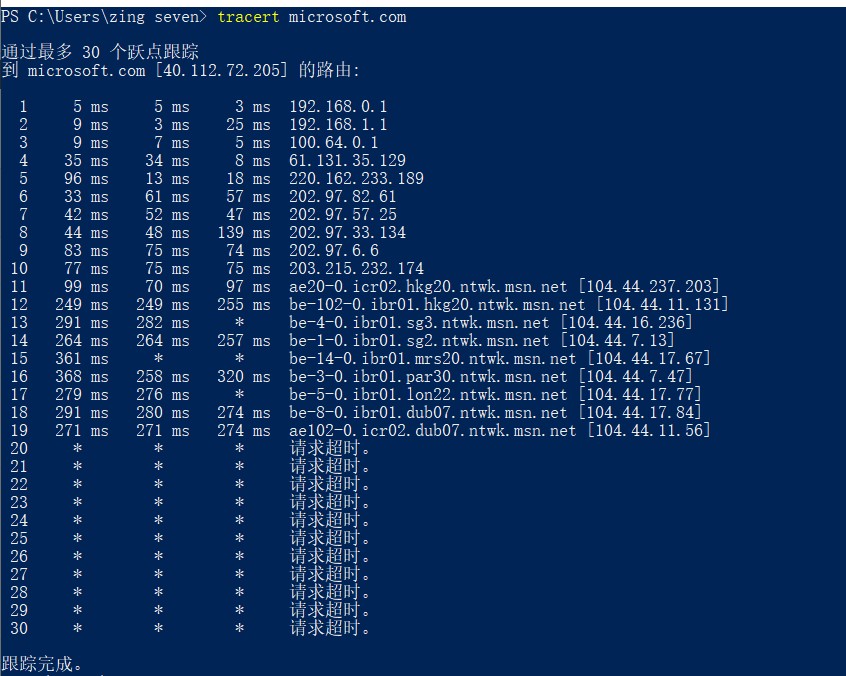 PS C:\Users\zing seven> tracert microsoft.com
通过最多 30 个跃点跟踪
到 microsoft.com [40.112.72.205] 的路由:
1 5 ms 5 ms 3 ms 192.168.0.1
2 9 ms 3 ms 25 ms 192.168.1.1
3 9 ms 7 ms 5 ms 100.64.0.1
4 35 ms 34 ms 8 ms 61.131.35.129
5 96 ms 13 ms 18 ms 220.162.233.189
6 33 ms 61 ms 57 ms 202.97.82.61
7 42 ms 52 ms 47 ms 202.97.57.25
8 44 ms 48 ms 139 ms 202.97.33.134
9 83 ms 75 ms 74 ms 202.97.6.6
10 77 ms 75 ms 75 ms 203.215.232.174
11 99 ms 70 ms 97 ms ae20-0.icr02.hkg20.ntwk.msn.net [104.44.237.203]
12 249 ms 249 ms 255 ms be-102-0.ibr01.hkg20.ntwk.msn.net [104.44.11.131]
13 291 ms 282 ms * be-4-0.ibr01.sg3.ntwk.msn.net [104.44.16.236]
14 264 ms 264 ms 257 ms be-1-0.ibr01.sg2.ntwk.msn.net [104.44.7.13]
15 361 ms * * be-14-0.ibr01.mrs20.ntwk.msn.net [104.44.17.67]
16 368 ms 258 ms 320 ms be-3-0.ibr01.par30.ntwk.msn.net [104.44.7.47]
17 279 ms 276 ms * be-5-0.ibr01.lon22.ntwk.msn.net [104.44.17.77]
18 291 ms 280 ms 274 ms be-8-0.ibr01.dub07.ntwk.msn.net [104.44.17.84]
19 271 ms 271 ms 274 ms ae102-0.icr02.dub07.ntwk.msn.net [104.44.11.56]
20 * * * 请求超时。
21 * * * 请求超时。
22 * * * 请求超时。
23 * * * 请求超时。
24 * * * 请求超时。
25 * * * 请求超时。
26 * * * 请求超时。
27 * * * 请求超时。
28 * * * 请求超时。
29 * * * 请求超时。
30 * * * 请求超时。
跟踪完成。